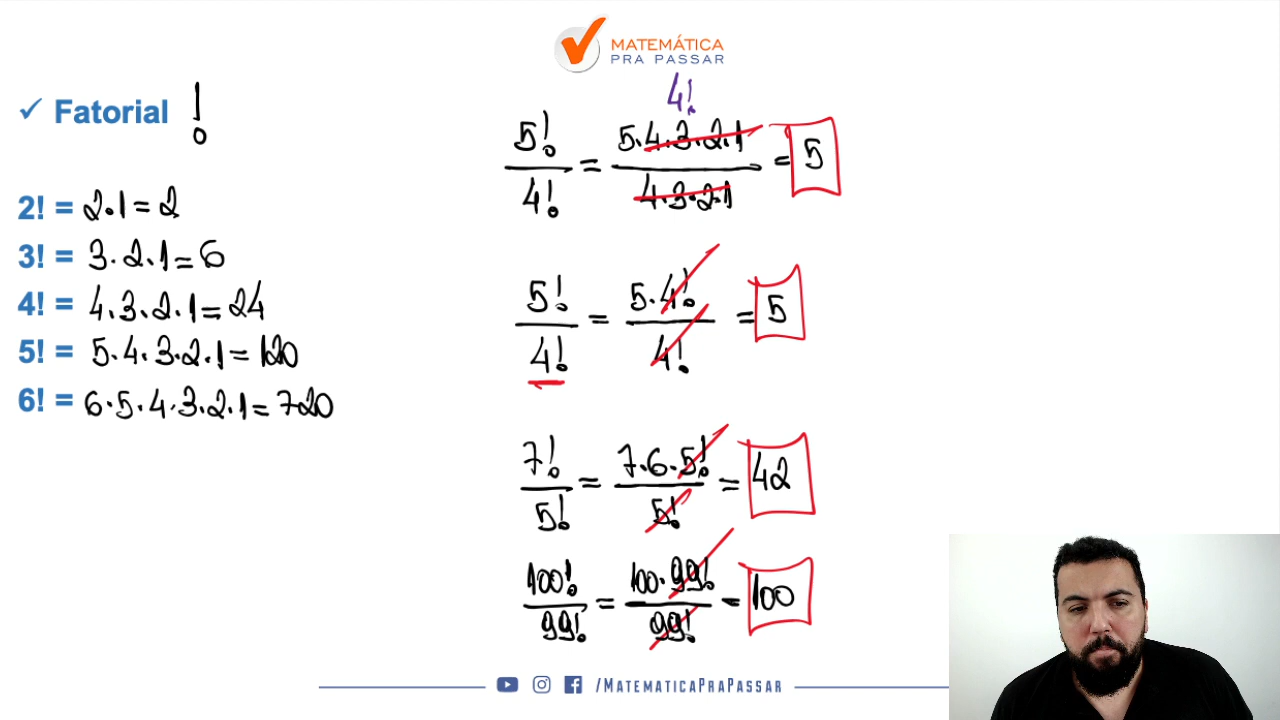 MATEMÁTICA
PRA PASSAR
✓ Fatorial !
2! = 2.1=2
3! = 3.2.1=6
4! = 4.3.2.1=24
5! = 5.4.3.2.1=120
6! = 6.5.4.3.2.1=720
4!
5!/4! = 5.4.3.2.1/4.3.2.1 = 5
5!/4! = 5.4!/4! = 5
7!/5! = 7.6.5!/5! = 42
100!/99! = 100.99!/99! = 100
/MatematicaPraPassar